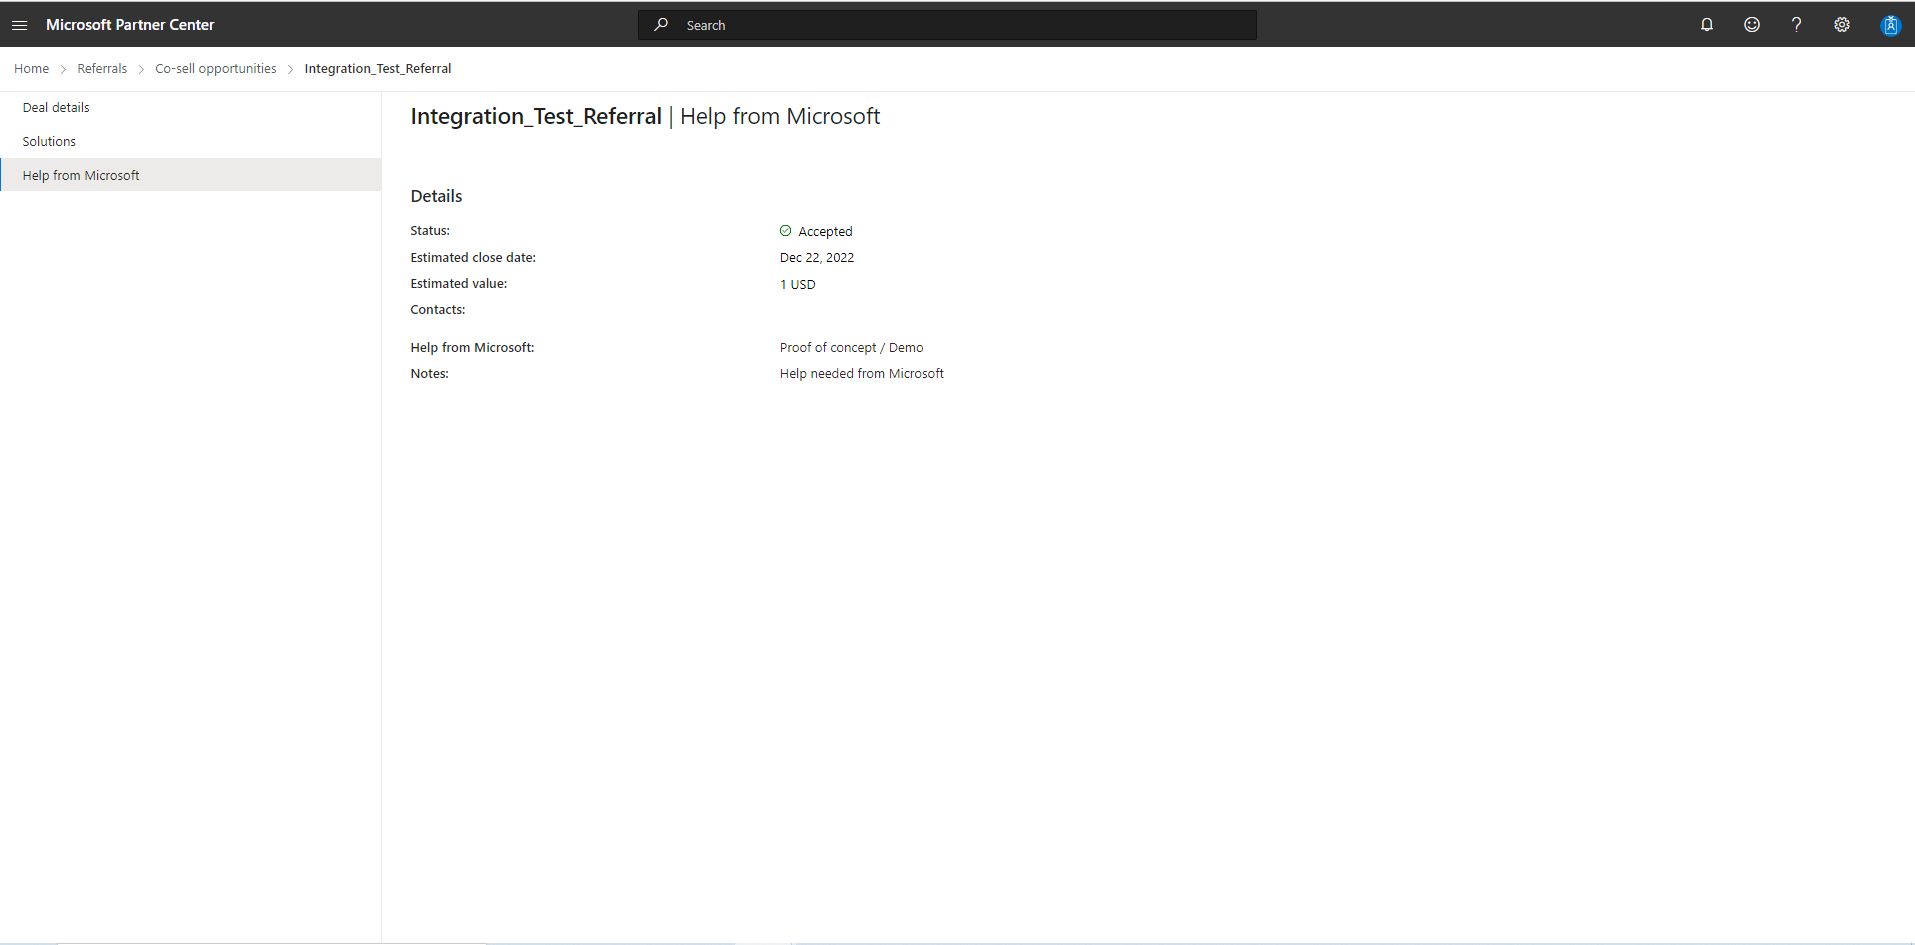 Microsoft Partner Center
Search
Home > Referrals > Co-sell opportunities > Integration_Test_Referral
Deal details
Solutions
Help from Microsoft
Integration_Test_Referral | Help from Microsoft
Details
Status: Accepted
Estimated close date: Dec 22, 2022
Estimated value: 1 USD
Contacts:
Help from Microsoft: Proof of concept / Demo
Notes: Help needed from Microsoft